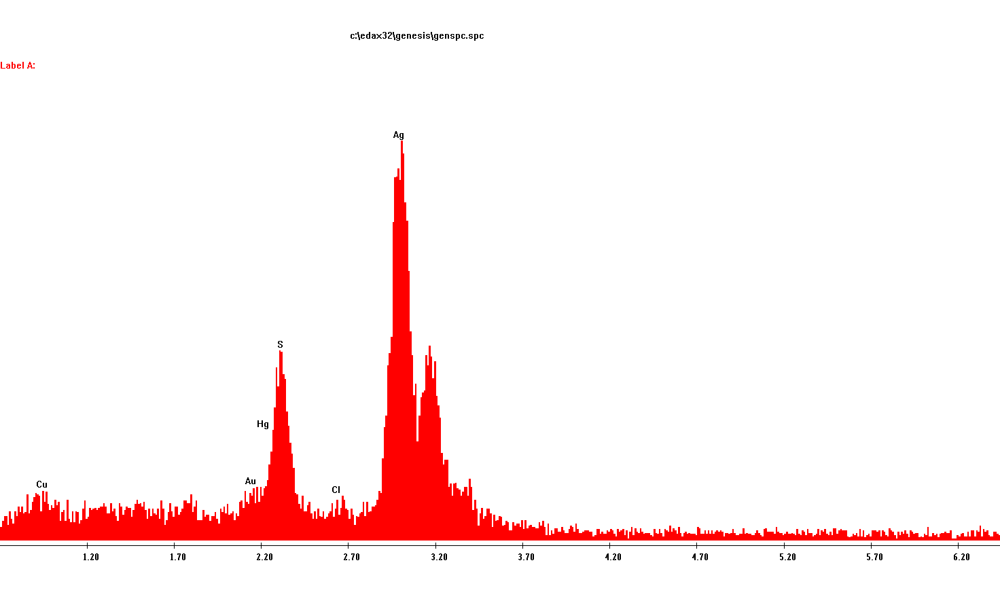 c:\edax32\genesis\genspc.spc
Label A:
Ag
S
Hg
Au
Cu
Cl
1.20 1.70 2.20 2.70 3.20 3.70 4.20 4.70 5.20 5.70 6.20